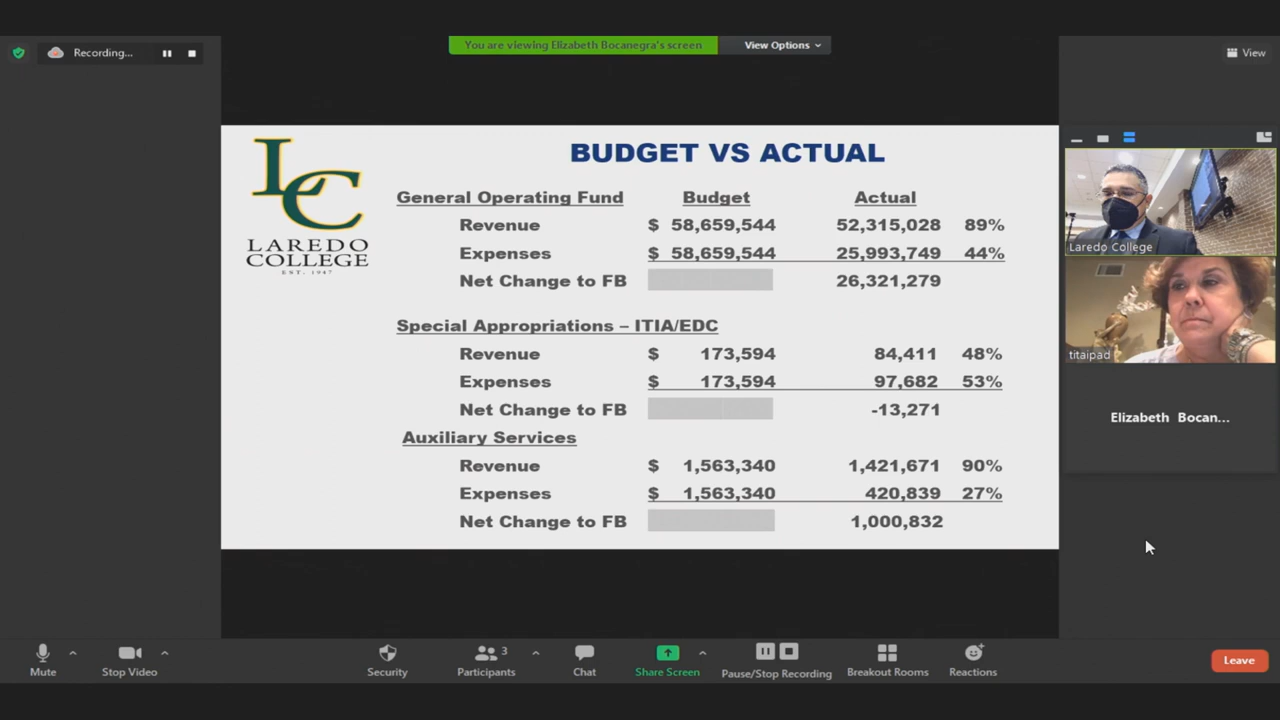 Recording...
You are viewing Elizabeth Bocanegra's screen
View Options
View
LC
LAREDO
COLLEGE
EST. 1947
BUDGET VS ACTUAL
General Operating Fund Budget Actual
Revenue $ 58,659,544 52,315,028 89%
Expenses $ 58,659,544 25,993,749 44%
Net Change to FB 26,321,279
Special Appropriations – ITIA/EDC
Revenue $ 173,594 84,411 48%
Expenses $ 173,594 97,682 53%
Net Change to FB -13,271
Auxiliary Services
Revenue $ 1,563,340 1,421,671 90%
Expenses $ 1,563,340 420,839 27%
Net Change to FB 1,000,832
Laredo College
titaipad
Elizabeth Bocan...
Mute
Stop Video
Security
Participants 3
Chat
Share Screen
Pause/Stop Recording
Breakout Rooms
Reactions
Leave